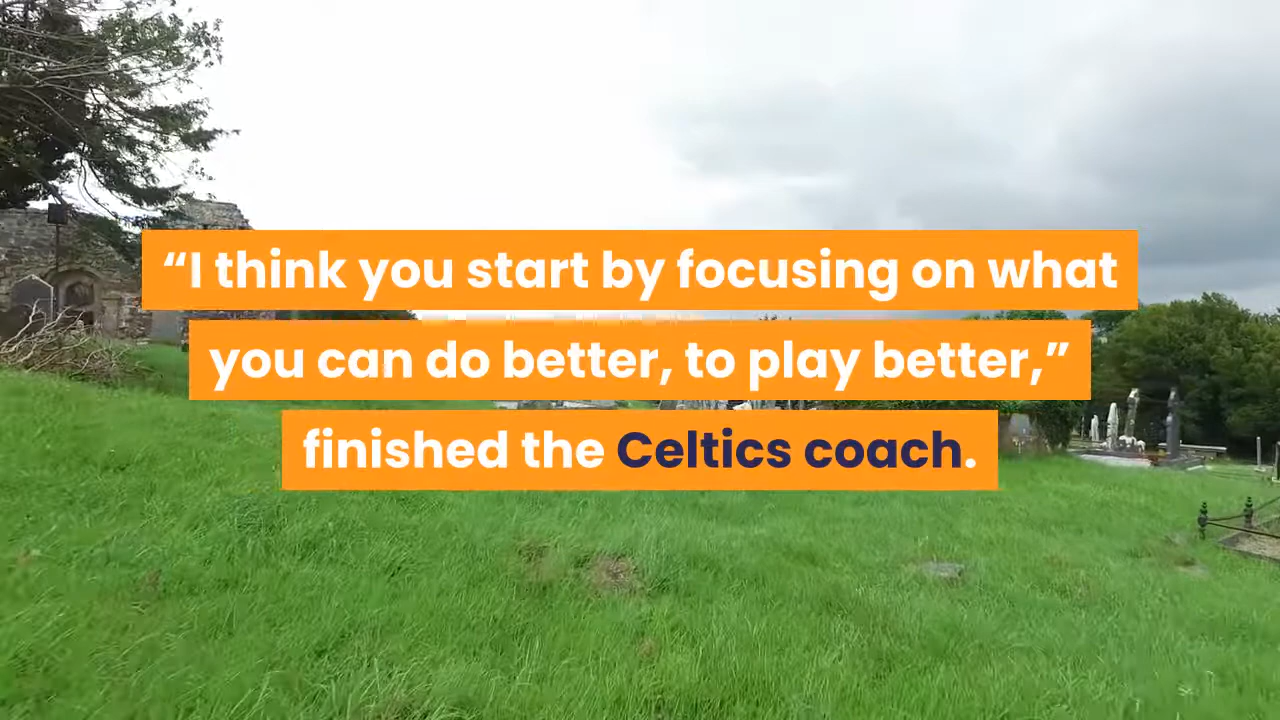 “I think you start by focusing on what
you can do better, to play better,”
finished the Celtics coach.